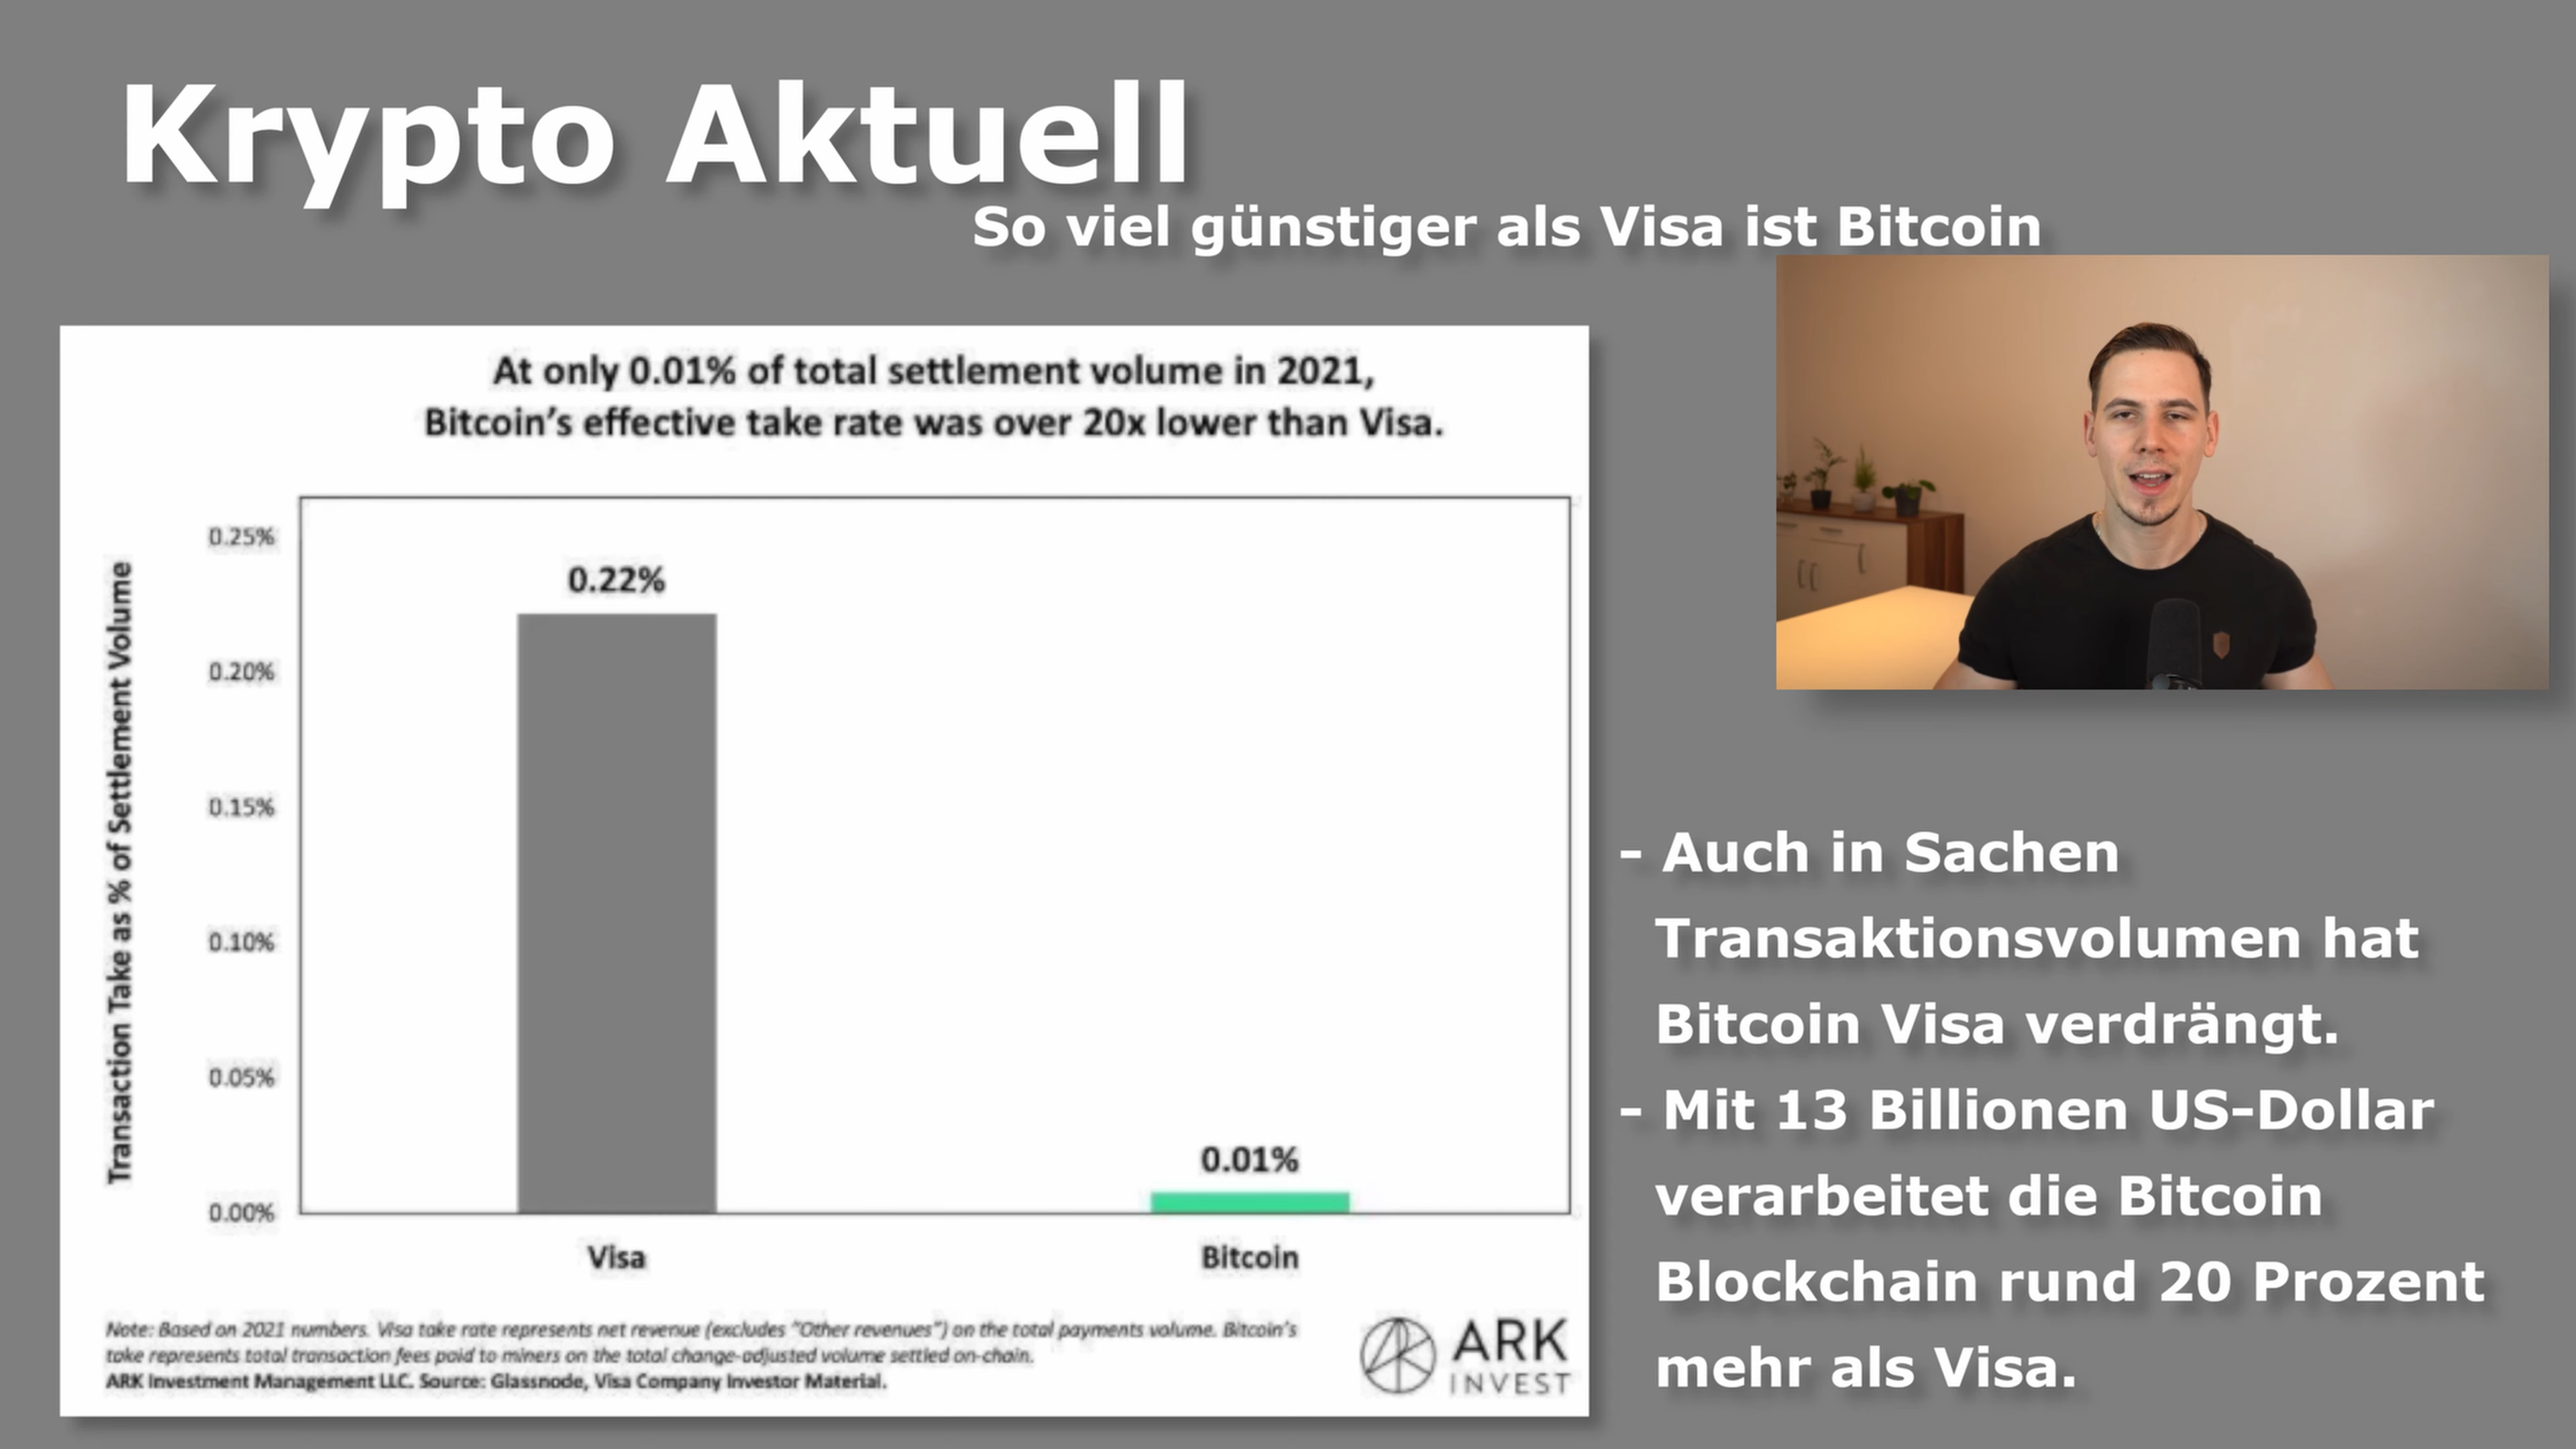 Krypto Aktuell
So viel günstiger als Visa ist Bitcoin
At only 0.01% of total settlement volume in 2021,
Bitcoin's effective take rate was over 20x lower than Visa.
Transaction Take as % of Settlement Volume
0.25%
0.20%
0.15%
0.10%
0.05%
0.00%
0.22%
0.01%
Visa
Bitcoin
Note: Based on 2021 numbers. Visa take rate represents net revenue (excludes "Other revenues") on the total payments volume. Bitcoin's
take represents total transaction fees paid to miners on the total change-adjusted volume settled on-chain.
ARK Investment Management LLC. Source: Glassnode, Visa Company Investor Material.
ARK
INVEST
- Auch in Sachen
Transaktionsvolumen hat
Bitcoin Visa verdrängt.
- Mit 13 Billionen US-Dollar
verarbeitet die Bitcoin
Blockchain rund 20 Prozent
mehr als Visa.